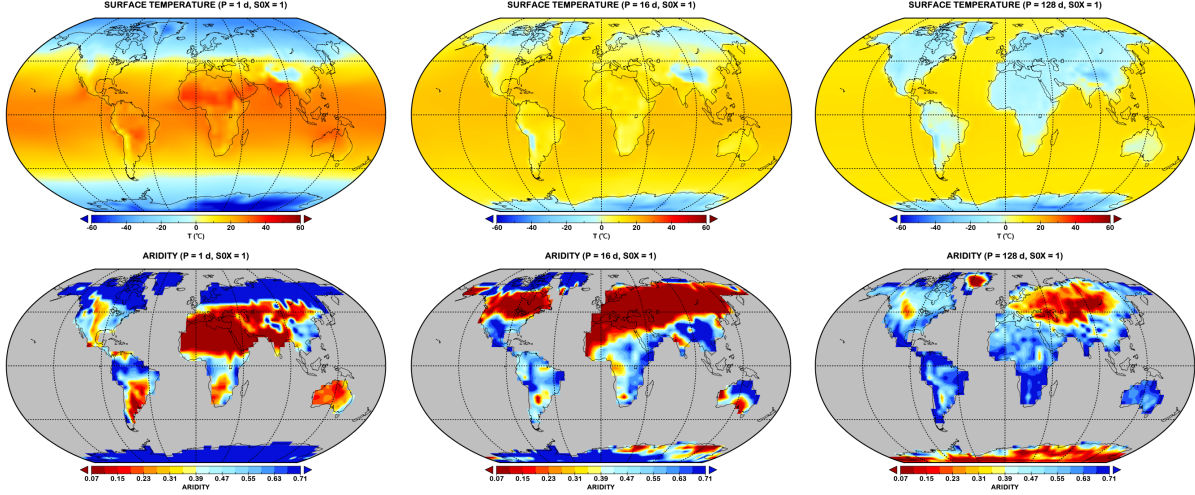 SURFACE TEMPERATURE (P = 1 d, S0X = 1)
SURFACE TEMPERATURE (P = 16 d, S0X = 1)
SURFACE TEMPERATURE (P = 128 d, S0X = 1)
-60 -40 -20 0 20 40 60
T (°C)
-60 -40 -20 0 20 40 60
T (°C)
-60 -40 -20 0 20 40 60
T (°C)
ARIDITY (P = 1 d, S0X = 1)
ARIDITY (P = 16 d, S0X = 1)
ARIDITY (P = 128 d, S0X = 1)
0.07 0.15 0.23 0.31 0.39 0.47 0.55 0.63 0.71
ARIDITY
0.07 0.15 0.23 0.31 0.39 0.47 0.55 0.63 0.71
ARIDITY
0.07 0.15 0.23 0.31 0.39 0.47 0.55 0.63 0.71
ARIDITY